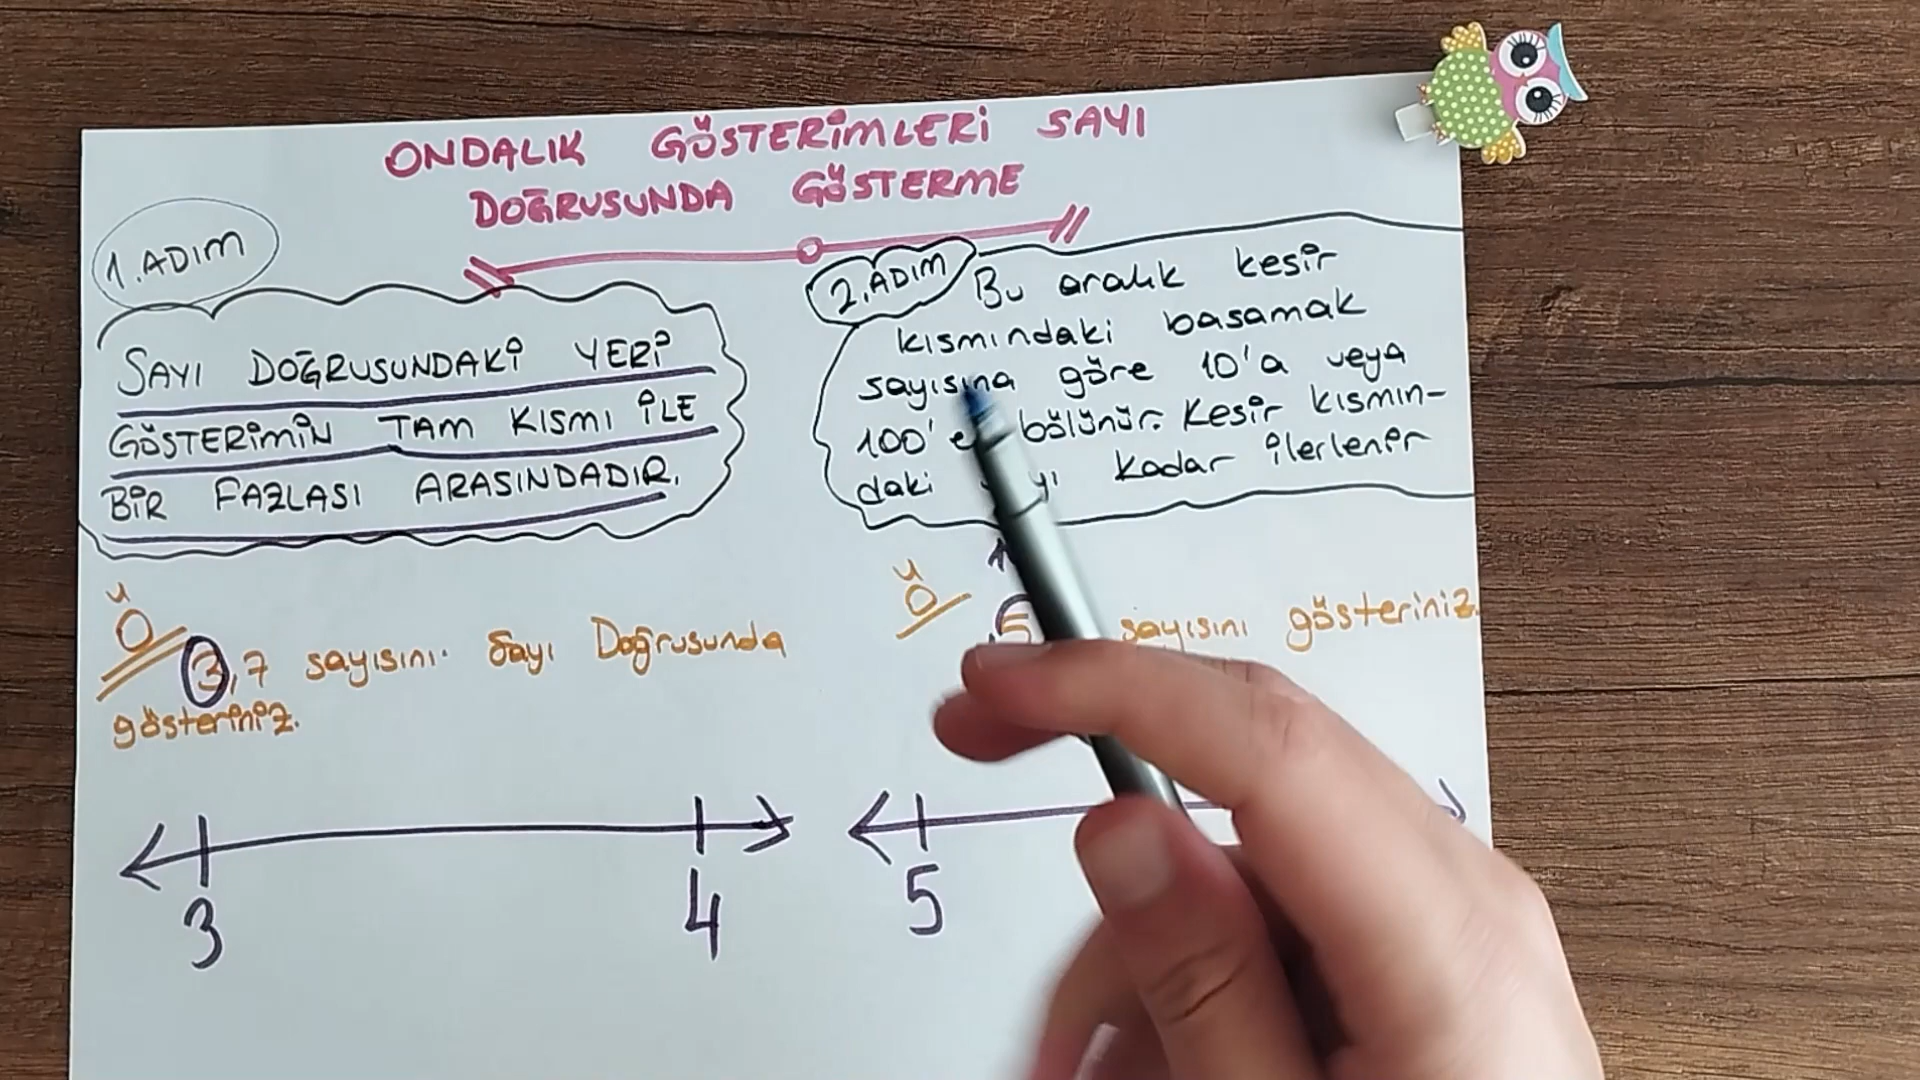 ONDALIK GÖSTERİMLERİ SAYI
DOĞRUSUNDA GÖSTERME
1. ADIM
SAYI DOĞRUSUNDAKİ YERİ
GÖSTERİMİN TAM KISMI İLE
BİR FAZLASI ARASINDADIR.
2. ADIM
Bu aralık kesir
kısmındaki basamak
sayısına göre 10'a veya
100'e bölünür. Kesir kısmın-
daki kadar ilerlenir
Ö
3,7 sayısını Sayı Doğrusunda
gösteriniz.
Ö
5 sayısını gösteriniz.
3 4
5